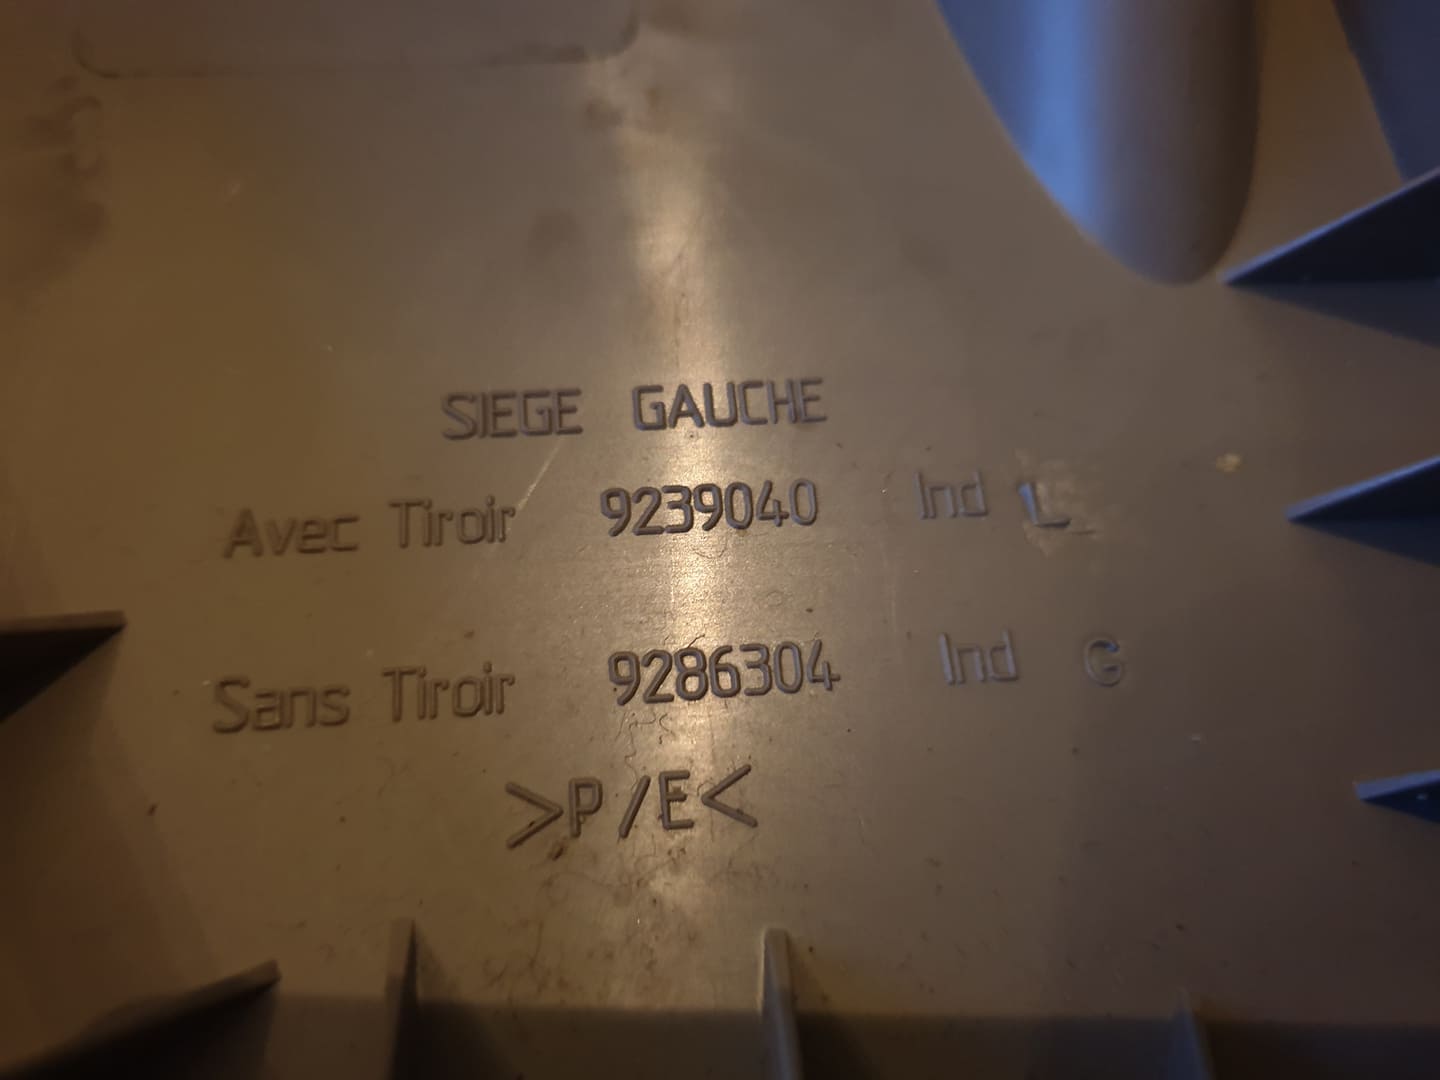 SIEGE GAUCHE
Avec Tiroir 9239040 Ind L
Sans Tiroir 9286304 Ind G
>P/E<